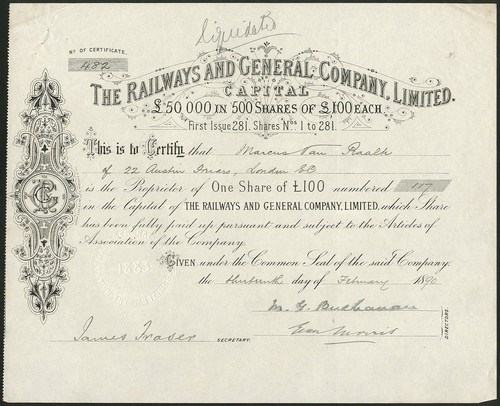 Liquidated
No OF CERTIFICATE.
482
THE RAILWAYS AND GENERAL COMPANY, LIMITED.
CAPITAL
£50,000 IN 500 SHARES OF £100 EACH.
First Issue 281. Shares Nos 1 to 281.
This is to Certify that Marcus Van Raalte
of 22 Austin Friars, London EC
is the Proprietor of One Share of £100 numbered 117
in the Capital of THE RAILWAYS AND GENERAL COMPANY, LIMITED, which Share
has been fully paid up pursuant and subject to the Articles of
Association of the Company.
GIVEN under the Common Seal of the said Company,
the thirteenth day of February 1890
1883
James Fraser SECRETARY. DIRECTORS.